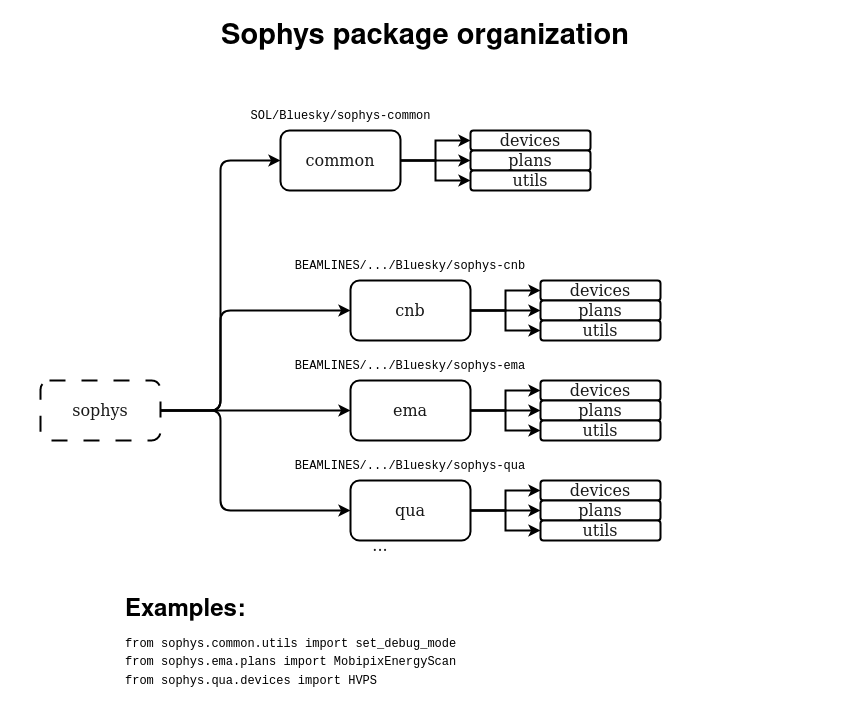 Sophys package organization
SOL/Bluesky/sophys-common
common
devices
plans
utils
BEAMLINES/.../Bluesky/sophys-cnb
cnb
devices
plans
utils
BEAMLINES/.../Bluesky/sophys-ema
sophys
ema
devices
plans
utils
BEAMLINES/.../Bluesky/sophys-qua
qua
devices
plans
utils
...
Examples:
from sophys.common.utils import set_debug_mode
from sophys.ema.plans import MobipixEnergyScan
from sophys.qua.devices import HVPS